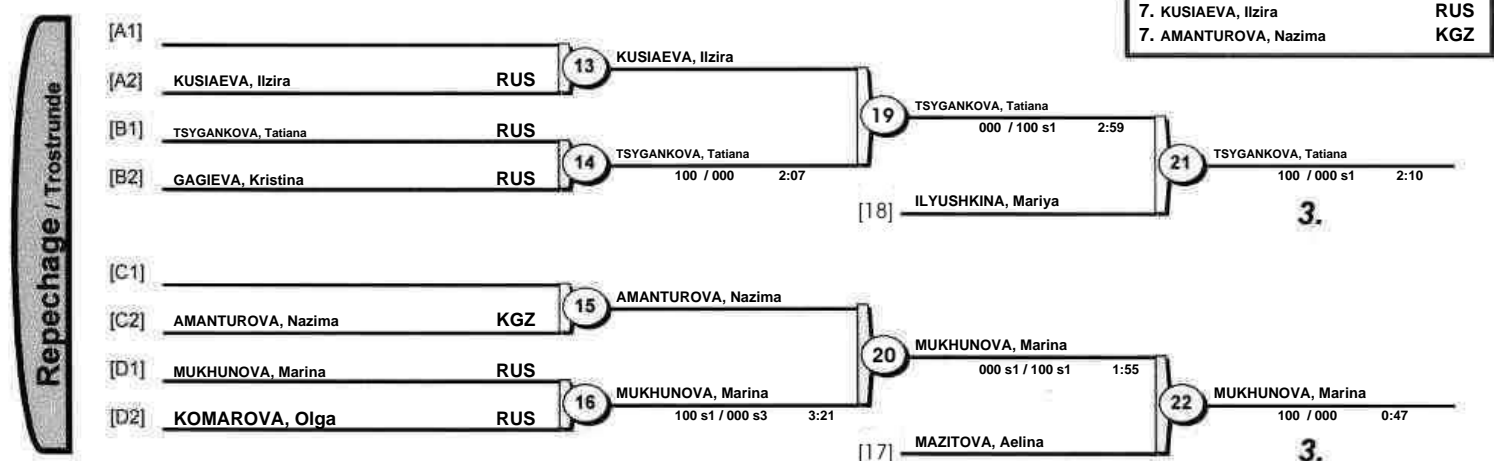 7. KUSIAEVA, Ilzira RUS
7. AMANTUROVA, Nazima KGZ
Repechage / Trostrunde
[A1]
13 KUSIAEVA, Ilzira
[A2] KUSIAEVA, Ilzira RUS
19 TSYGANKOVA, Tatiana
000 / 100 s1 2:59
[B1] TSYGANKOVA, Tatiana RUS
14 TSYGANKOVA, Tatiana
100 / 000 2:07
21 TSYGANKOVA, Tatiana
100 / 000 s1 2:10
[B2] GAGIEVA, Kristina RUS
[18] ILYUSHKINA, Mariya
3.
[C1]
15 AMANTUROVA, Nazima
[C2] AMANTUROVA, Nazima KGZ
20 MUKHUNOVA, Marina
000 s1 / 100 s1 1:55
[D1] MUKHUNOVA, Marina RUS
16 MUKHUNOVA, Marina
100 s1 / 000 s3 3:21
22 MUKHUNOVA, Marina
100 / 000 0:47
[D2] KOMAROVA, Olga RUS
[17] MAZITOVA, Aelina
3.